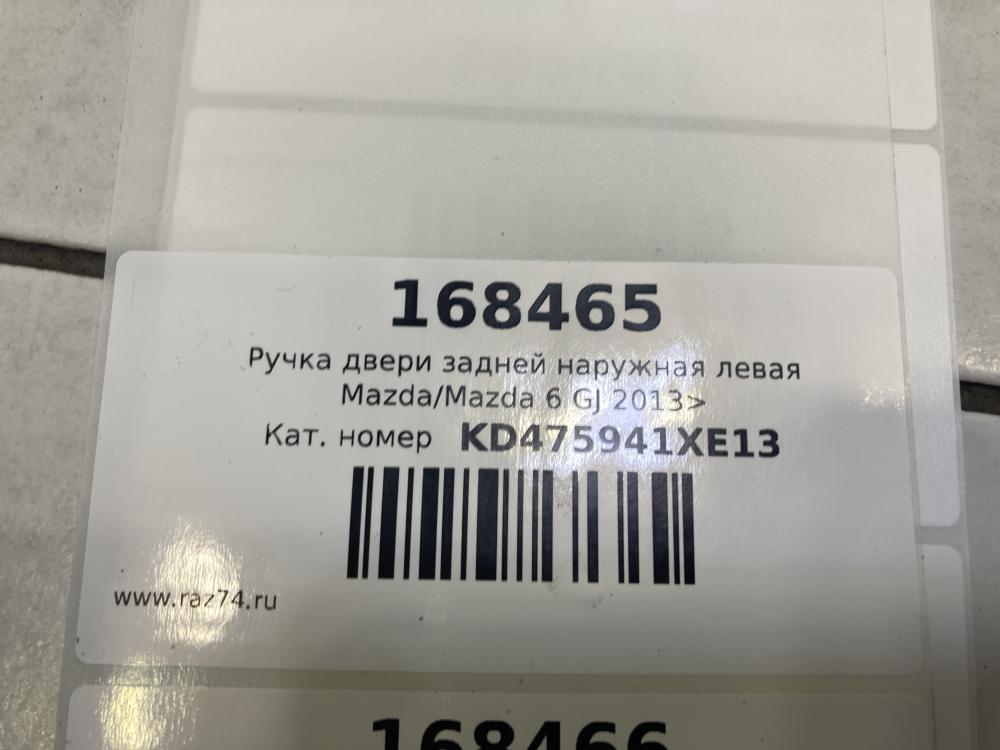 168465
Ручка двери задней наружная левая
Mazda/Mazda 6 GJ 2013>
Кат. номер KD475941XE13
www.raz74.ru
168466